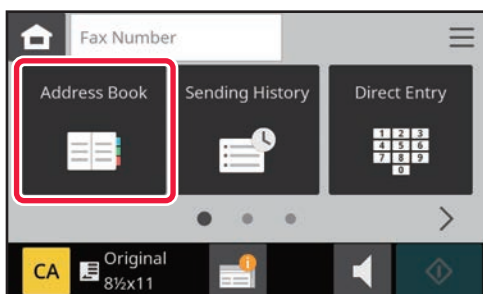 Fax Number
Address Book
Sending History
Direct Entry
1 2 3
4 5 6
7 8 9
0
CA
Original
8½x11